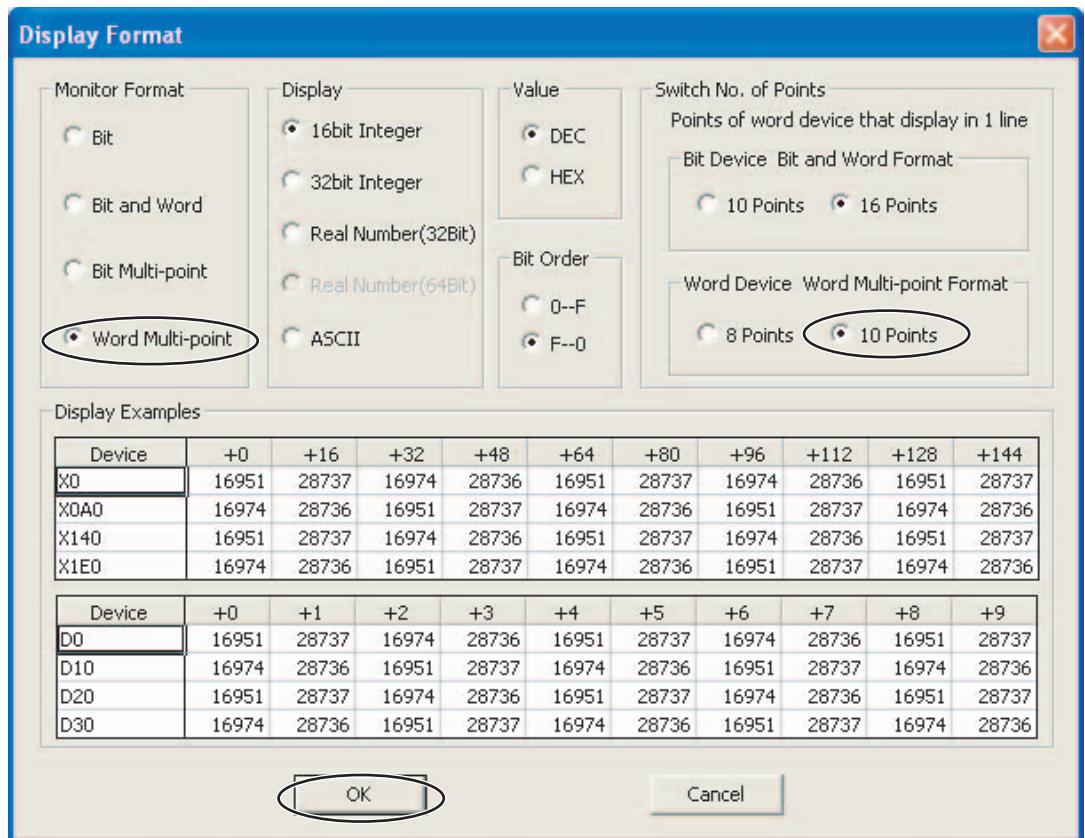 Display Format
Monitor Format
Bit
Bit and Word
Bit Multi-point
Word Multi-point
Display
16bit Integer
32bit Integer
Real Number(32Bit)
Real Number(64Bit)
ASCII
Value
DEC
HEX
Bit Order
0--F
F--0
Switch No. of Points
Points of word device that display in 1 line
Bit Device Bit and Word Format
10 Points 16 Points
Word Device Word Multi-point Format
8 Points 10 Points
Display Examples
Device +0 +16 +32 +48 +64 +80 +96 +112 +128 +144
X0 16951 28737 16974 28736 16951 28737 16974 28736 16951 28737
X0A0 16974 28736 16951 28737 16974 28736 16951 28737 16974 28736
X140 16951 28737 16974 28736 16951 28737 16974 28736 16951 28737
X1E0 16974 28736 16951 28737 16974 28736 16951 28737 16974 28736
Device +0 +1 +2 +3 +4 +5 +6 +7 +8 +9
D0 16951 28737 16974 28736 16951 28737 16974 28736 16951 28737
D10 16974 28736 16951 28737 16974 28736 16951 28737 16974 28736
D20 16951 28737 16974 28736 16951 28737 16974 28736 16951 28737
D30 16974 28736 16951 28737 16974 28736 16951 28737 16974 28736
OK Cancel